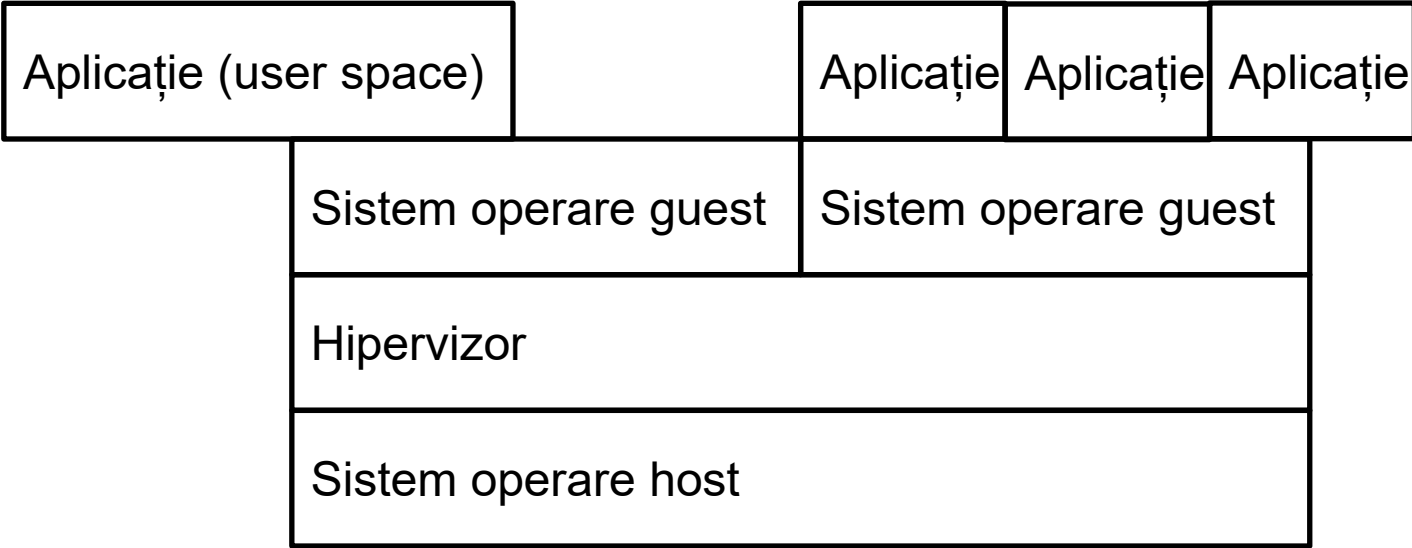 Aplicație (user space)
Aplicație
Aplicație
Aplicație
Sistem operare guest
Sistem operare guest
Hipervizor
Sistem operare host